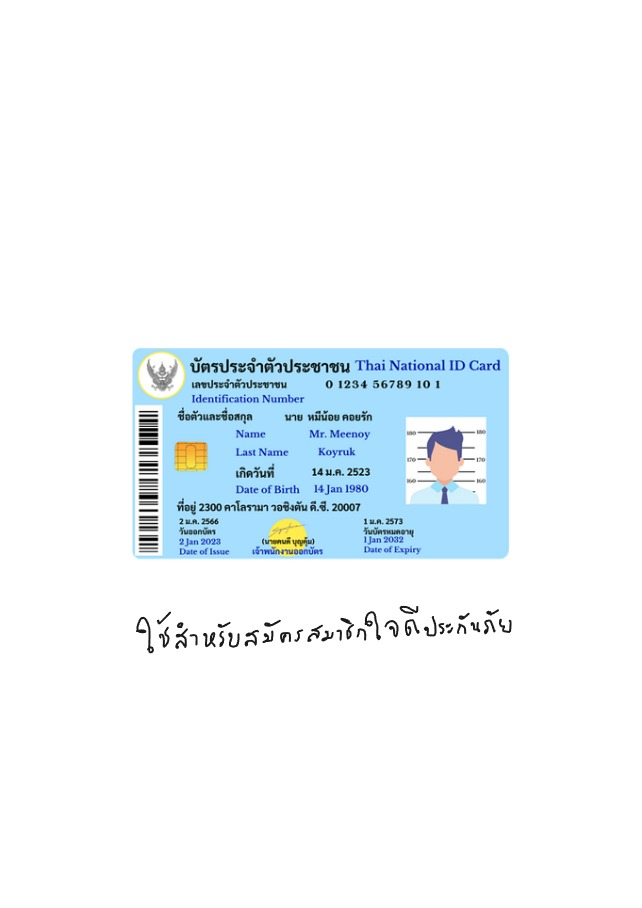 บัตรประจำตัวประชาชน Thai National ID Card
เลขประจำตัวประชาชน 0 1234 56789 10 1
Identification Number
ชื่อตัวและชื่อสกุล นาย หมีน้อย คอยรัก
Name Mr. Meenoy
Last Name Koyruk
เกิดวันที่ 14 ม.ค. 2523
Date of Birth 14 Jan 1980
ที่อยู่ 2300 คาโลรามา วอชิงตัน ดี.ซี. 20007
2 ม.ค. 2566 1 ม.ค. 2573
วันออกบัตร วันบัตรหมดอายุ
2 Jan 2023 (นายคนดี บุญคุ้ม) 1 Jan 2032
Date of Issue เจ้าพนักงานออกบัตร Date of Expiry
180 180
170 170
160 160
ใช้สำหรับสมัครสมาชิกใจดีประกันภัย